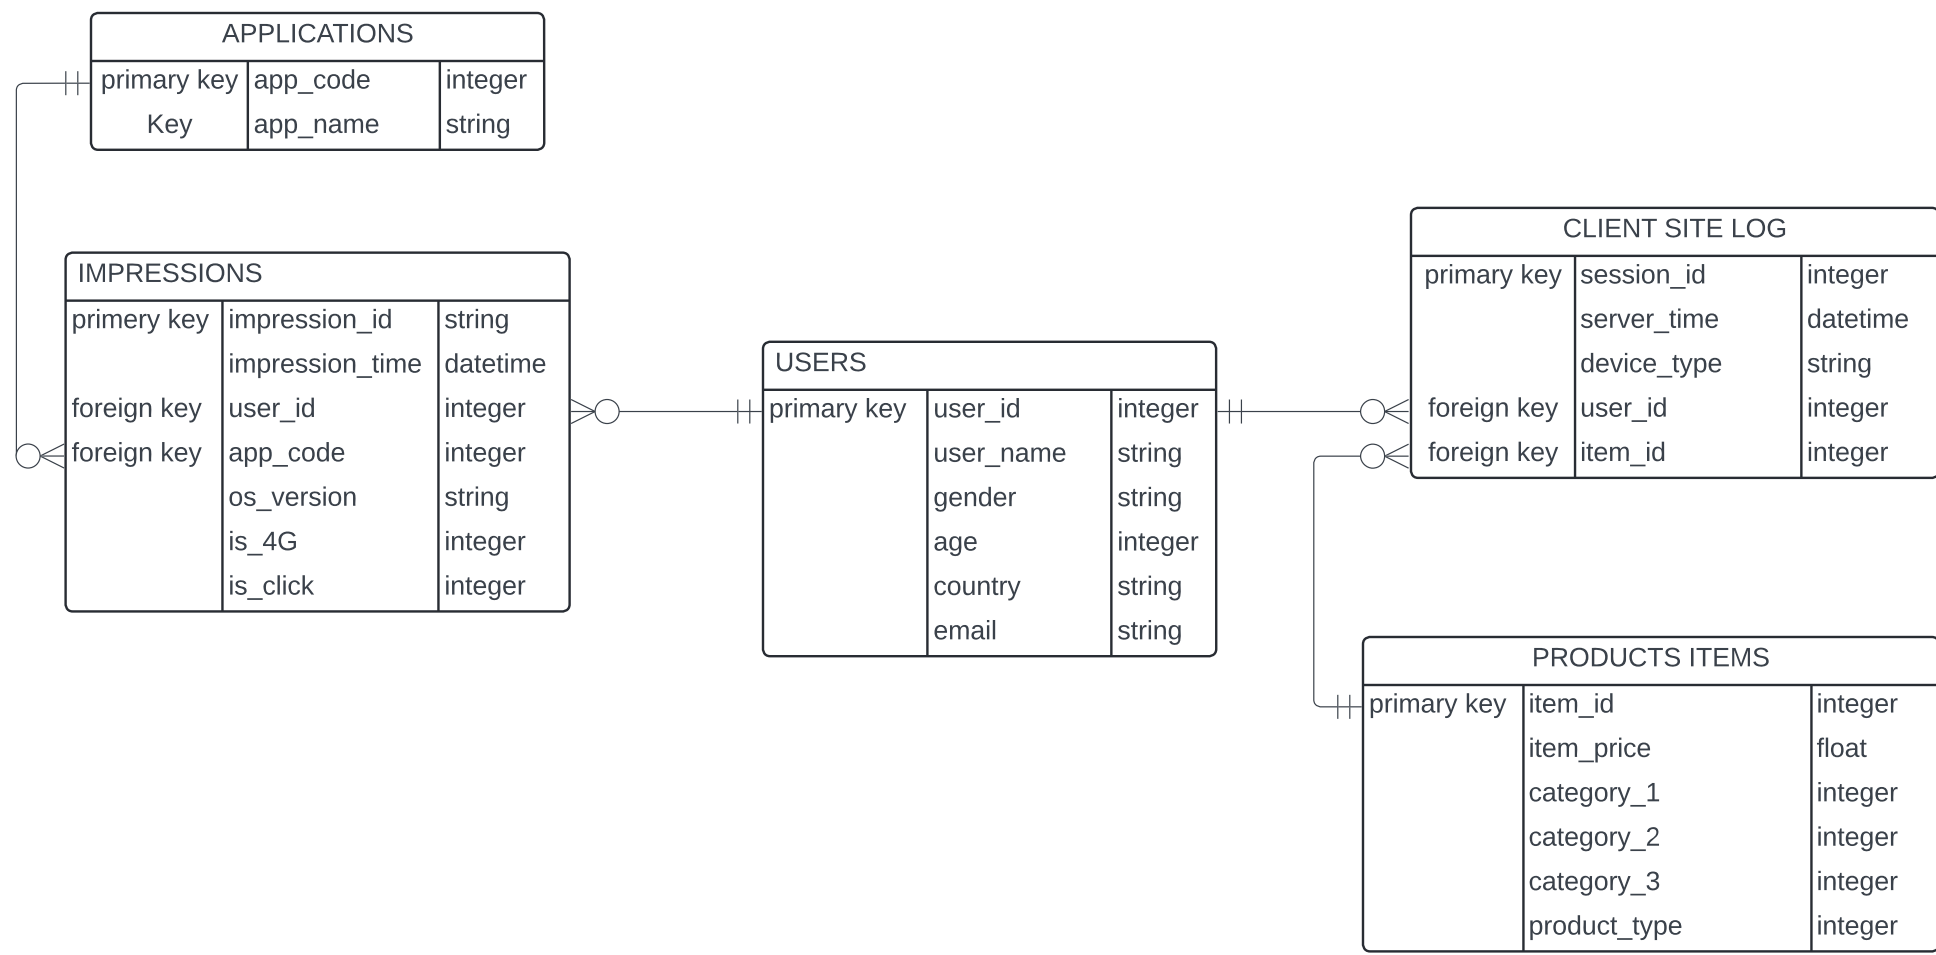 APPLICATIONS
primary key app_code integer
Key app_name string
IMPRESSIONS
primery key impression_id string
impression_time datetime
foreign key user_id integer
foreign key app_code integer
os_version string
is_4G integer
is_click integer
USERS
primary key user_id integer
user_name string
gender string
age integer
country string
email string
CLIENT SITE LOG
primary key session_id integer
server_time datetime
device_type string
foreign key user_id integer
foreign key item_id integer
PRODUCTS ITEMS
primary key item_id integer
item_price float
category_1 integer
category_2 integer
category_3 integer
product_type integer